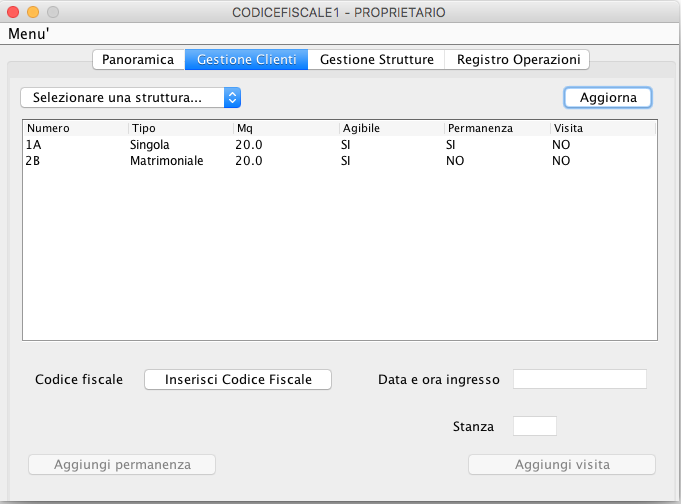 CODICEFISCALE1 - PROPRIETARIO
Menu'
Panoramica Gestione Clienti Gestione Strutture Registro Operazioni
Selezionare una struttura... Aggiorna
Numero Tipo Mq Agibile Permanenza Visita
1A Singola 20.0 SI SI NO
2B Matrimoniale 20.0 SI NO NO
Codice fiscale Inserisci Codice Fiscale Data e ora ingresso
Stanza
Aggiungi permanenza Aggiungi visita